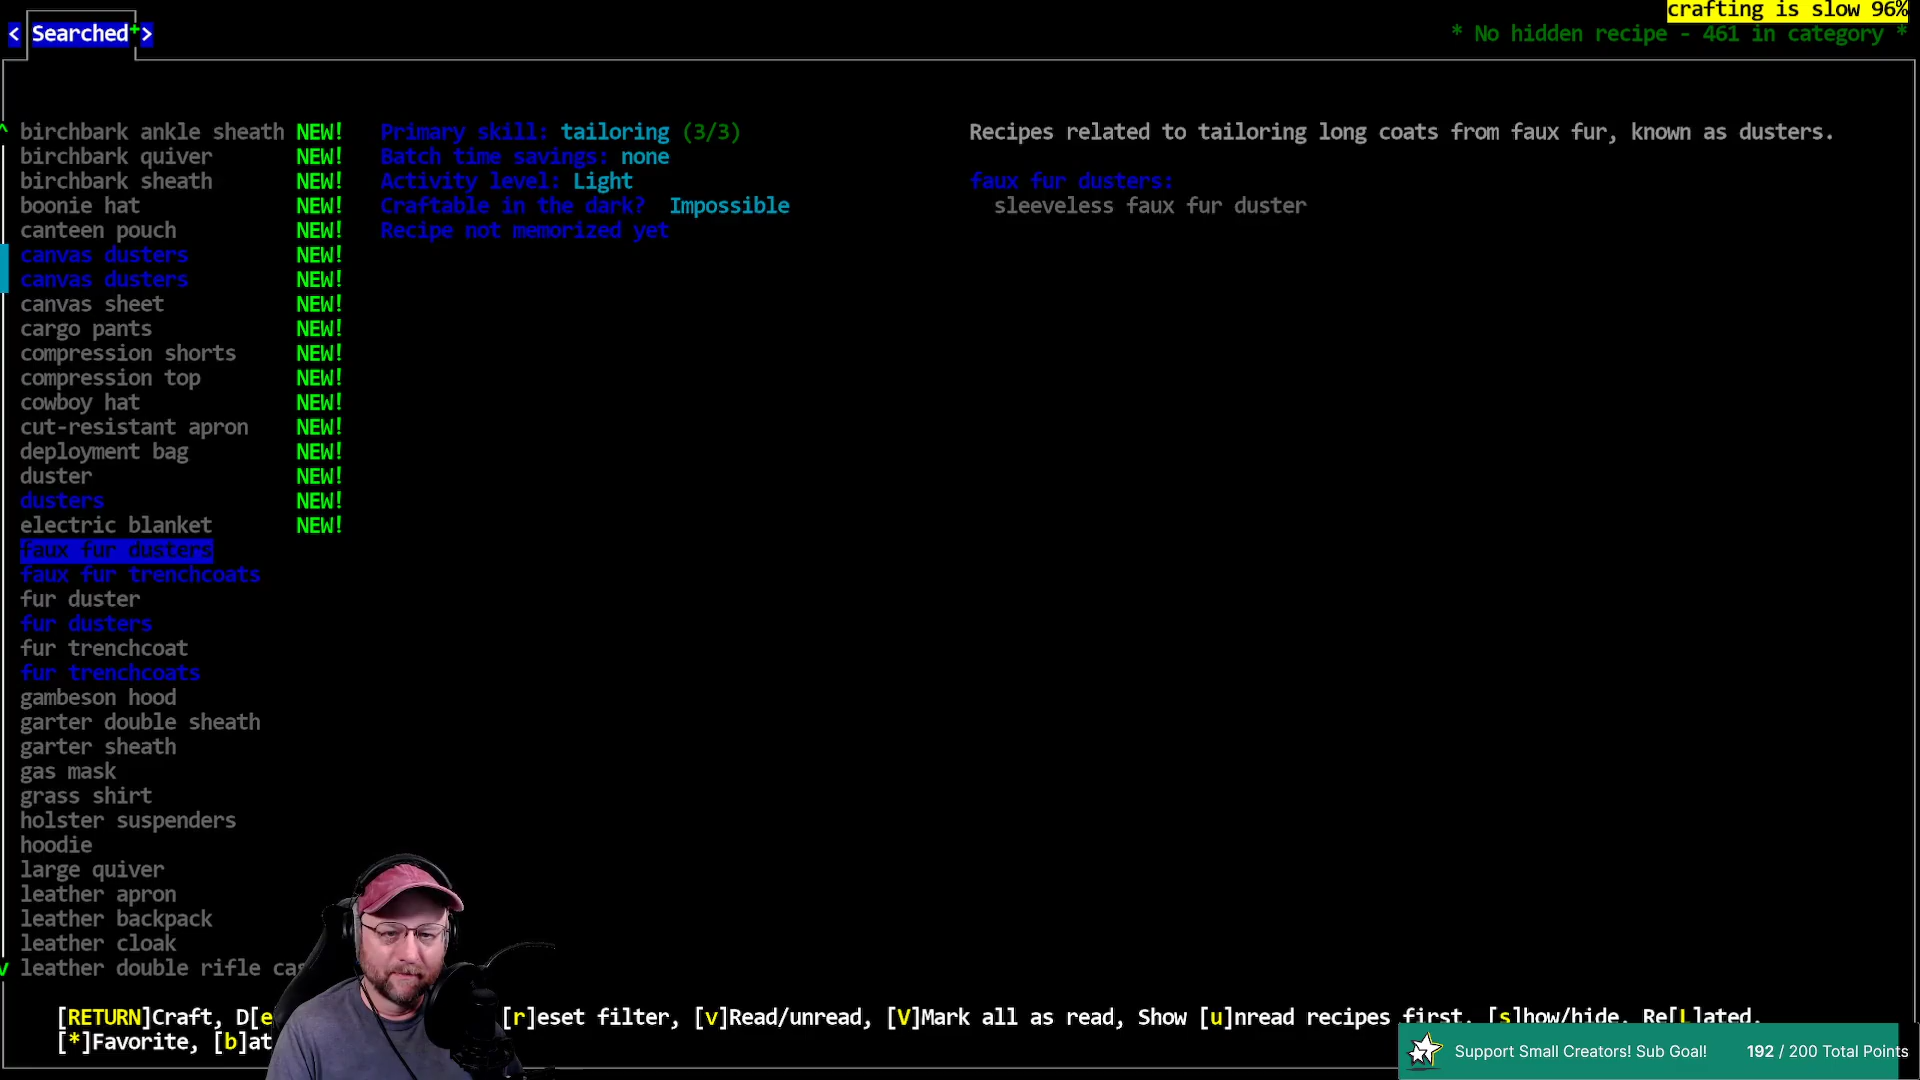 crafting is slow 96%
< Searched+ >
* No hidden recipe - 461 in category *
^ birchbark ankle sheath NEW!
birchbark quiver NEW!
birchbark sheath NEW!
boonie hat NEW!
canteen pouch NEW!
canvas dusters NEW!
canvas dusters NEW!
canvas sheet NEW!
cargo pants NEW!
compression shorts NEW!
compression top NEW!
cowboy hat NEW!
cut-resistant apron NEW!
deployment bag NEW!
duster NEW!
dusters NEW!
electric blanket NEW!
faux fur dusters
faux fur trenchcoats
fur duster
fur dusters
fur trenchcoat
fur trenchcoats
gambeson hood
garter double sheath
garter sheath
gas mask
grass shirt
holster suspenders
hoodie
large quiver
leather apron
leather backpack
leather cloak
v leather double rifle cas
Primary skill: tailoring (3/3)
Batch time savings: none
Activity level: Light
Craftable in the dark? Impossible
Recipe not memorized yet
Recipes related to tailoring long coats from faux fur, known as dusters.
faux fur dusters:
sleeveless faux fur duster
[RETURN]Craft, D[e [r]eset filter, [v]Read/unread, [V]Mark all as read, Show [u]nread recipes first, [s]how/hide, Re[L]ated,
[*]Favorite, [b]at
Support Small Creators! Sub Goal! 192 / 200 Total Points